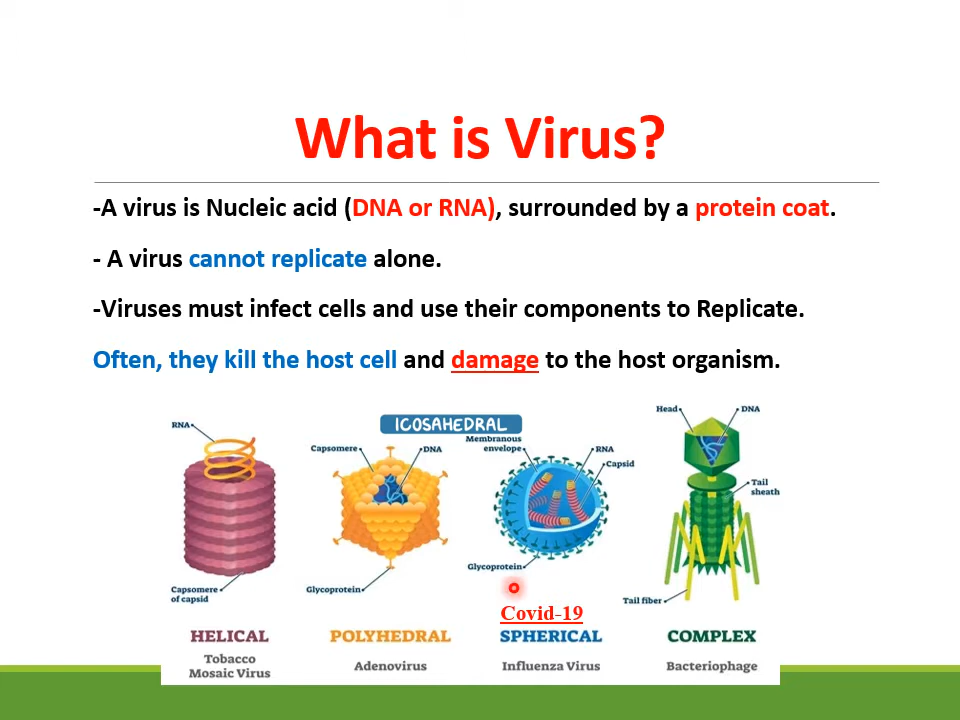 What is Virus?
-A virus is Nucleic acid (DNA or RNA), surrounded by a protein coat.
- A virus cannot replicate alone.
-Viruses must infect cells and use their components to Replicate.
Often, they kill the host cell and damage to the host organism.
RNA
Capsomere
of capsid
HELICAL
Tobacco
Mosaic Virus
ICOSAHEDRAL
Capsomere
DNA
Glycoprotein
POLYHEDRAL
Adenovirus
Membranous
envelope
RNA
Capsid
Glycoprotein
Covid-19
SPHERICAL
Influenza Virus
Head
DNA
Tail
sheath
Tail fiber
COMPLEX
Bacteriophage